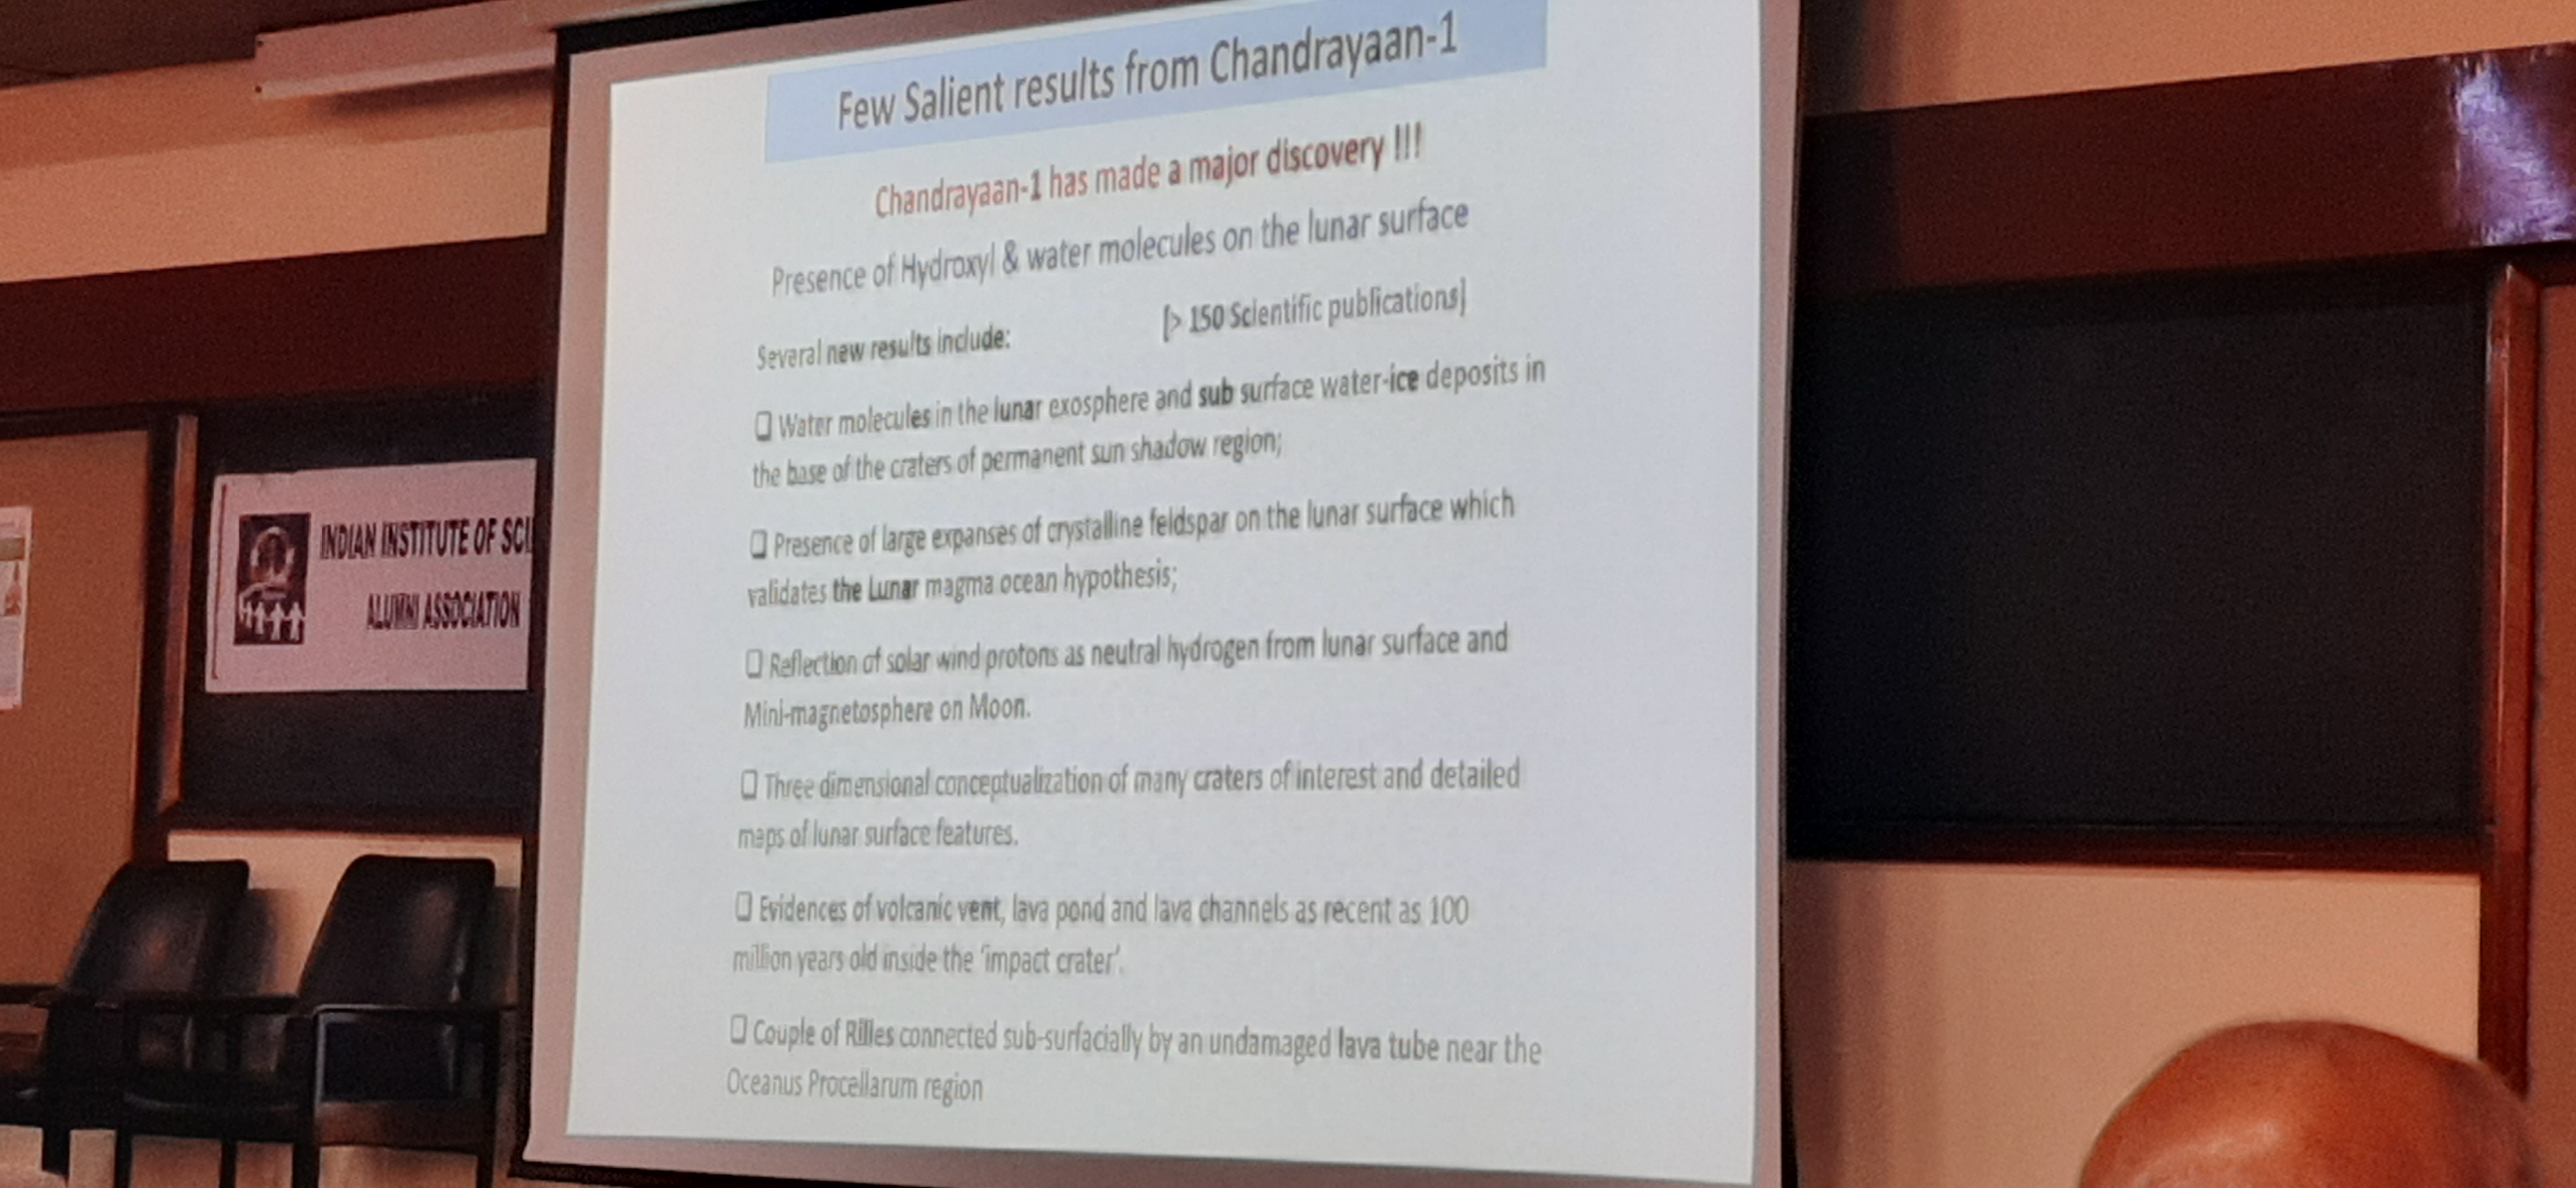 Few Salient results from Chandrayaan-1
Chandrayaan-1 has made a major discovery !!!
Presence of Hydroxyl & water molecules on the lunar surface
Several new results include: [> 150 Scientific publications]
❑ Water molecules in the lunar exosphere and sub surface water-ice deposits in
the base of the craters of permanent sun shadow region;
❑ Presence of large expanses of crystalline feldspar on the lunar surface which
validates the Lunar magma ocean hypothesis;
❑ Reflection of solar wind protons as neutral hydrogen from lunar surface and
Mini-magnetosphere on Moon.
❑ Three dimensional conceptualization of many craters of interest and detailed
maps of lunar surface features.
❑ Evidences of volcanic vent, lava pond and lava channels as recent as 100
million years old inside the ‘impact crater’.
❑ Couple of Rilles connected sub-surfacially by an undamaged lava tube near the
Oceanus Procellarum region
INDIAN INSTITUTE OF SCI
ALUMNI ASSOCIATION